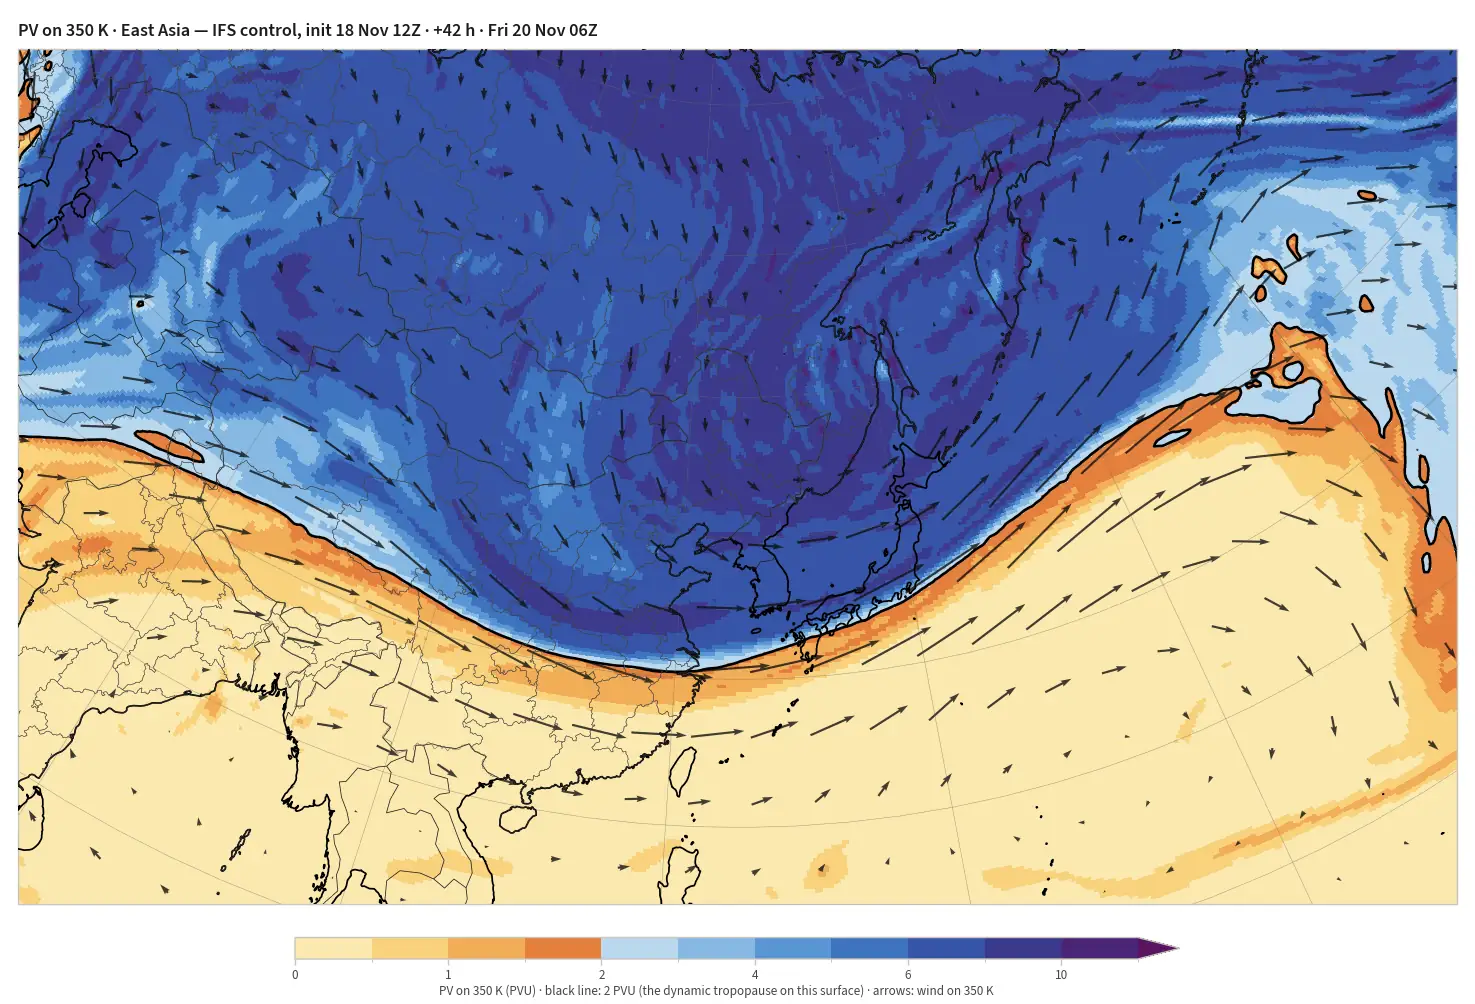 PV on 350 K · East Asia — IFS control, init 18 Nov 12Z · +42 h · Fri 20 Nov 06Z
0 1 2 4 6 10
PV on 350 K (PVU) · black line: 2 PVU (the dynamic tropopause on this surface) · arrows: wind on 350 K